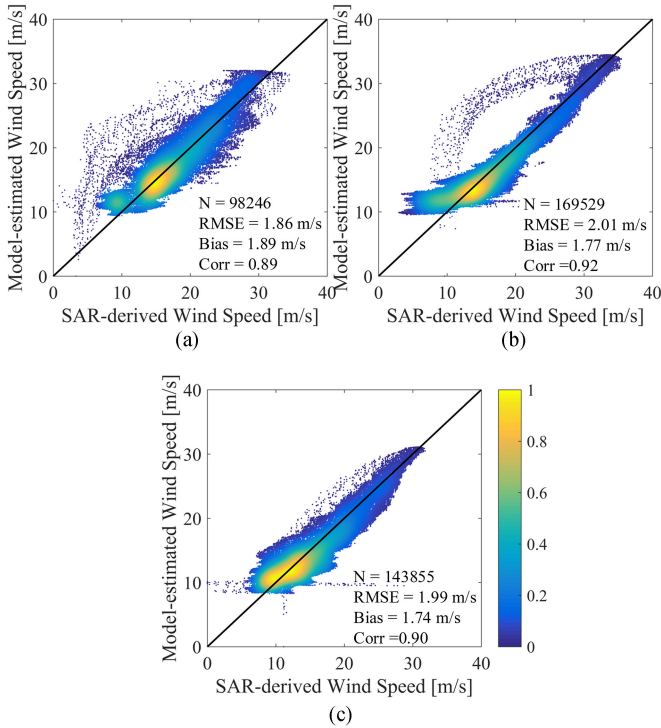 Model-estimated Wind Speed [m/s]
40
30
20
10
0
N = 98246
RMSE = 1.86 m/s
Bias = 1.89 m/s
Corr = 0.89
10 20 30 40
SAR-derived Wind Speed [m/s]
(a)
Model-estimated Wind Speed [m/s]
40
30
20
10
0
N = 169529
RMSE = 2.01 m/s
Bias = 1.77 m/s
Corr =0.92
0 10 20 30 40
SAR-derived Wind Speed [m/s]
(b)
Model-estimated Wind Speed [m/s]
40
30
20
10
0
N = 143855
RMSE = 1.99 m/s
Bias = 1.74 m/s
Corr =0.90
0 10 20 30 40
SAR-derived Wind Speed [m/s]
1
0.8
0.6
0.4
0.2
0
(c)